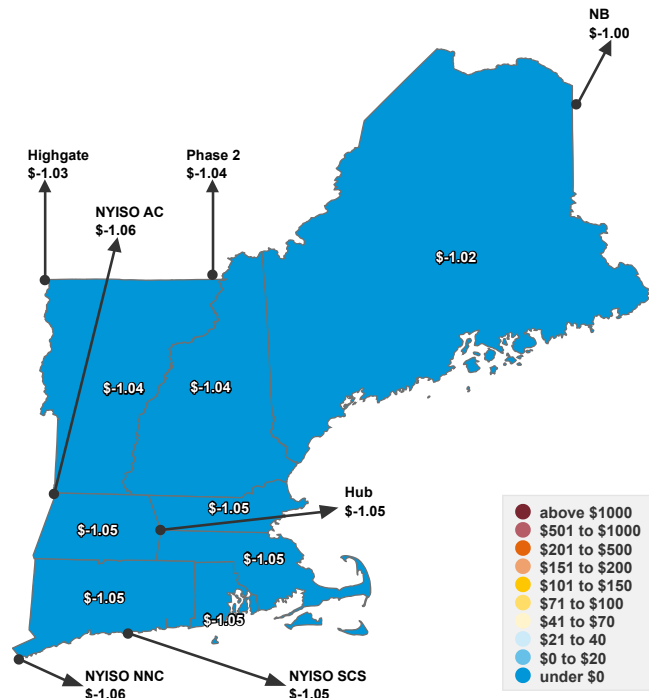 NB
$-1.00
Highgate
$-1.03
Phase 2
$-1.04
NYISO AC
$-1.06
$-1.02
$-1.04
$-1.04
Hub
$-1.05
$-1.05
$-1.05
$-1.05
$-1.05
$-1.05
NYISO NNC
$-1.06
NYISO SCS
$-1.05
above $1000
$501 to $1000
$201 to $500
$151 to $200
$101 to $150
$71 to $100
$41 to $70
$21 to 40
$0 to $20
under $0